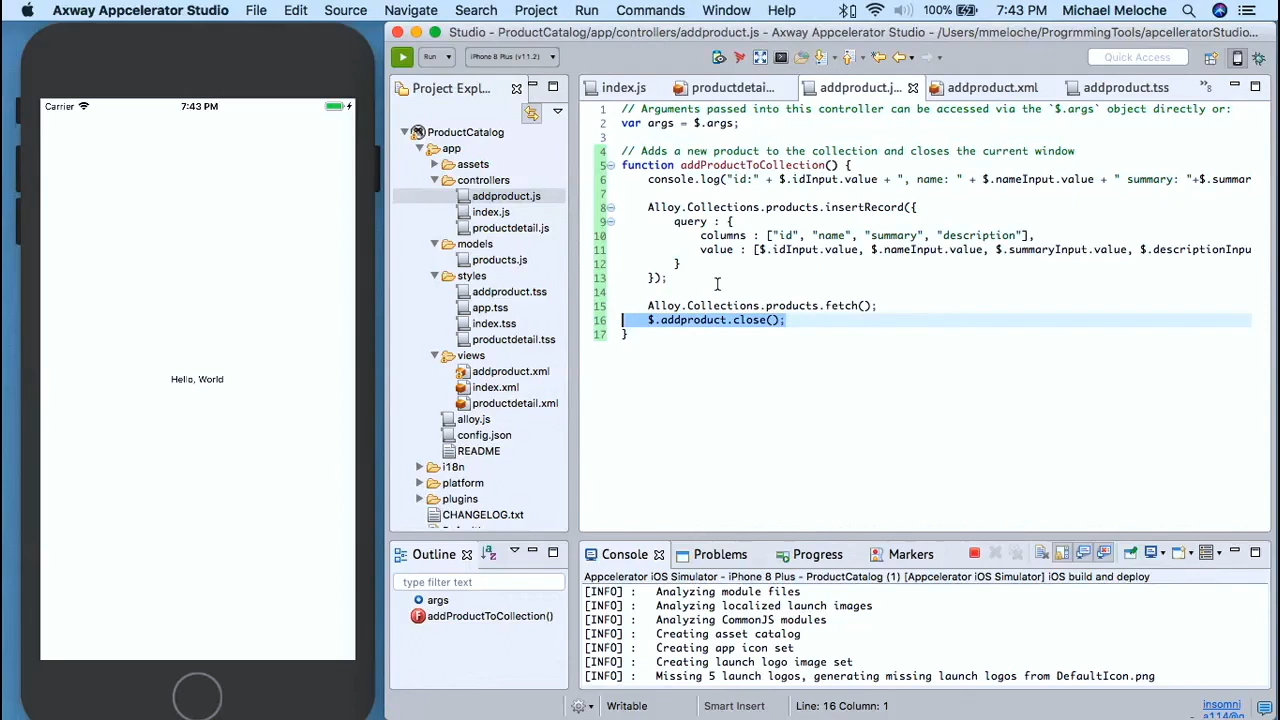 Axway Appcelerator Studio File Edit Source Navigate Search Project Run Commands Window Help 100% 7:43 PM Michael Meloche
Studio - ProductCatalog/app/controllers/addproduct.js - Axway Appcelerator Studio - /Users/mmeloche/ProgrmmingTools/apcelleratorStudio...
Run iPhone 8 Plus (v11.2) Quick Access
Carrier 7:43 PM
Hello, World
Project Expl...
ProductCatalog
app
assets
controllers
addproduct.js
index.js
productdetail.js
models
products.js
styles
addproduct.tss
app.tss
index.tss
productdetail.tss
views
addproduct.xml
index.xml
productdetail.xml
alloy.js
config.json
README
i18n
platform
plugins
CHANGELOG.txt
index.js productdetai... addproduct.j... addproduct.xml addproduct.tss
1 // Arguments passed into this controller can be accessed via the `$.args` object directly or:
2 var args = $.args;
3
4 // Adds a new product to the collection and closes the current window
5 function addProductToCollection() {
6 console.log("id:" + $.idInput.value + ", name: " + $.nameInput.value + " summary: "+$.summar
7
8 Alloy.Collections.products.insertRecord({
9 query : {
10 columns : ["id", "name", "summary", "description"],
11 value : [$.idInput.value, $.nameInput.value, $.summaryInput.value, $.descriptionInpu
12 }
13 });
14
15 Alloy.Collections.products.fetch();
16 $.addproduct.close();
17 }
Outline
type filter text
args
addProductToCollection()
Console Problems Progress Markers
Appcelerator iOS Simulator - iPhone 8 Plus - ProductCatalog (1) [Appcelerator iOS Simulator] iOS build and deploy
[INFO] : Analyzing module files
[INFO] : Analyzing localized launch images
[INFO] : Analyzing CommonJS modules
[INFO] : Creating asset catalog
[INFO] : Creating app icon set
[INFO] : Creating launch logo image set
[INFO] : Missing 5 launch logos, generating missing launch logos from DefaultIcon.png
Writable Smart Insert Line: 16 Column: 1
insomni